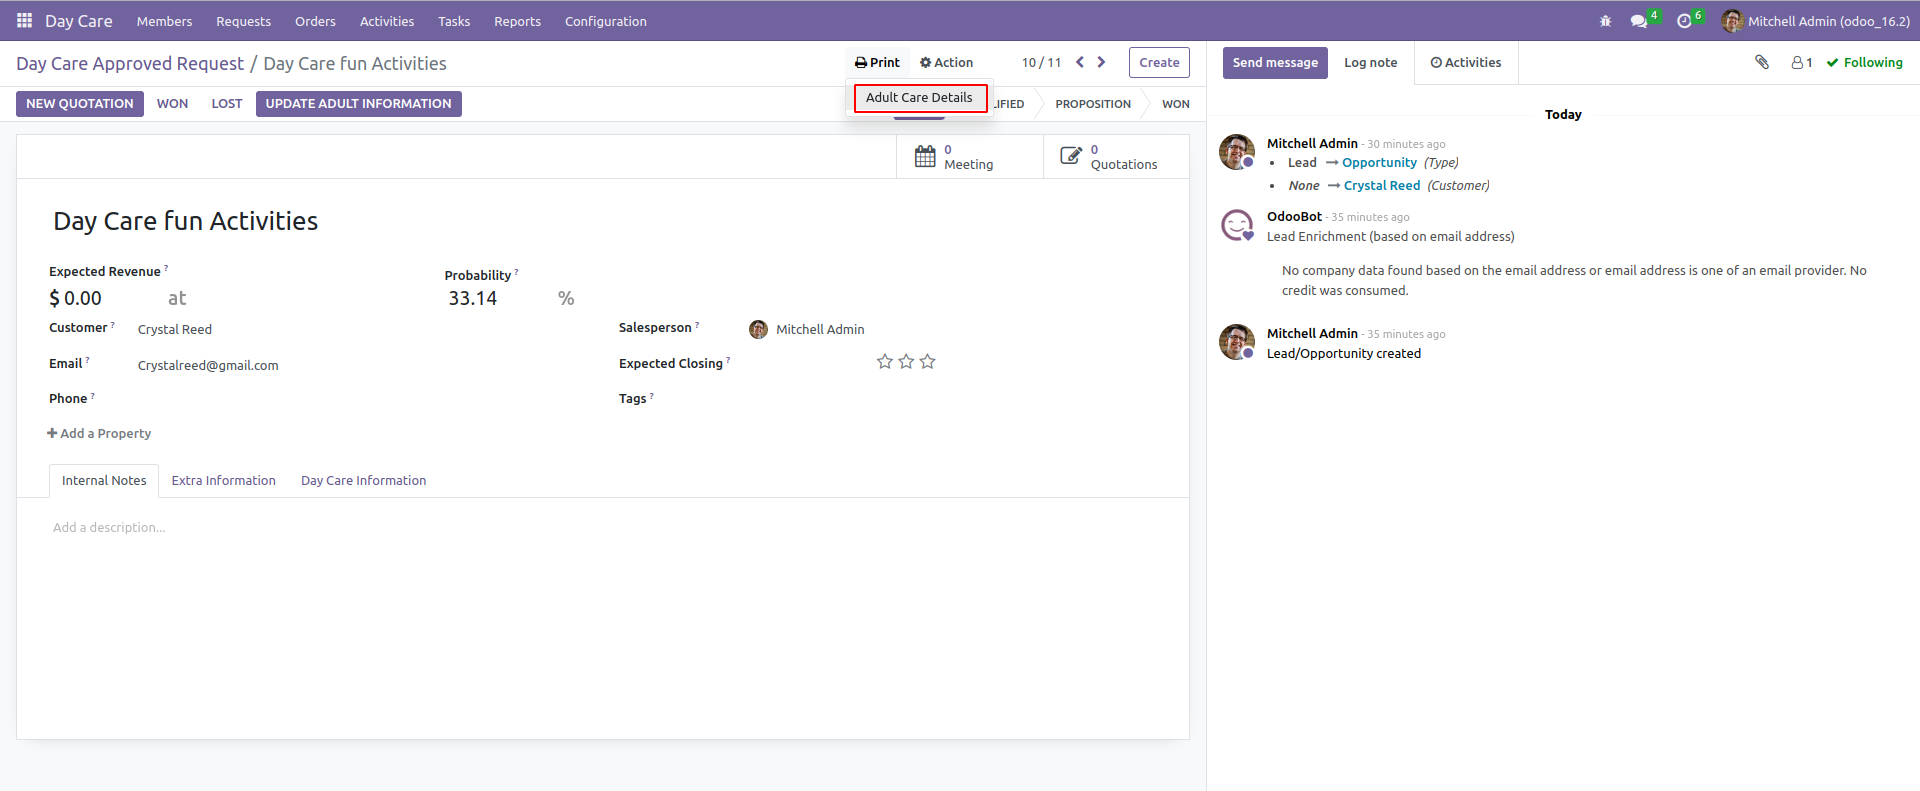 Day Care Members Requests Orders Activities Tasks Reports Configuration 4 6 Mitchell Admin (odoo_16.2)
Day Care Approved Request / Day Care fun Activities Print Action 10 / 11 Create
Adult Care Details
NEW QUOTATION WON LOST UPDATE ADULT INFORMATION LIFIED PROPOSITION WON
0 Meeting
0 Quotations
Day Care fun Activities
Expected Revenue ?
$ 0.00 at
Probability ?
33.14 %
Customer ? Crystal Reed
Email ? Crystalreed@gmail.com
Phone ?
Salesperson ? Mitchell Admin
Expected Closing ?
Tags ?
Add a Property
Internal Notes Extra Information Day Care Information
Add a description...
Send message Log note Activities 1 Following
Today
Mitchell Admin - 30 minutes ago
• Lead → Opportunity (Type)
• None → Crystal Reed (Customer)
OdooBot - 35 minutes ago
Lead Enrichment (based on email address)
No company data found based on the email address or email address is one of an email provider. No
credit was consumed.
Mitchell Admin - 35 minutes ago
Lead/Opportunity created